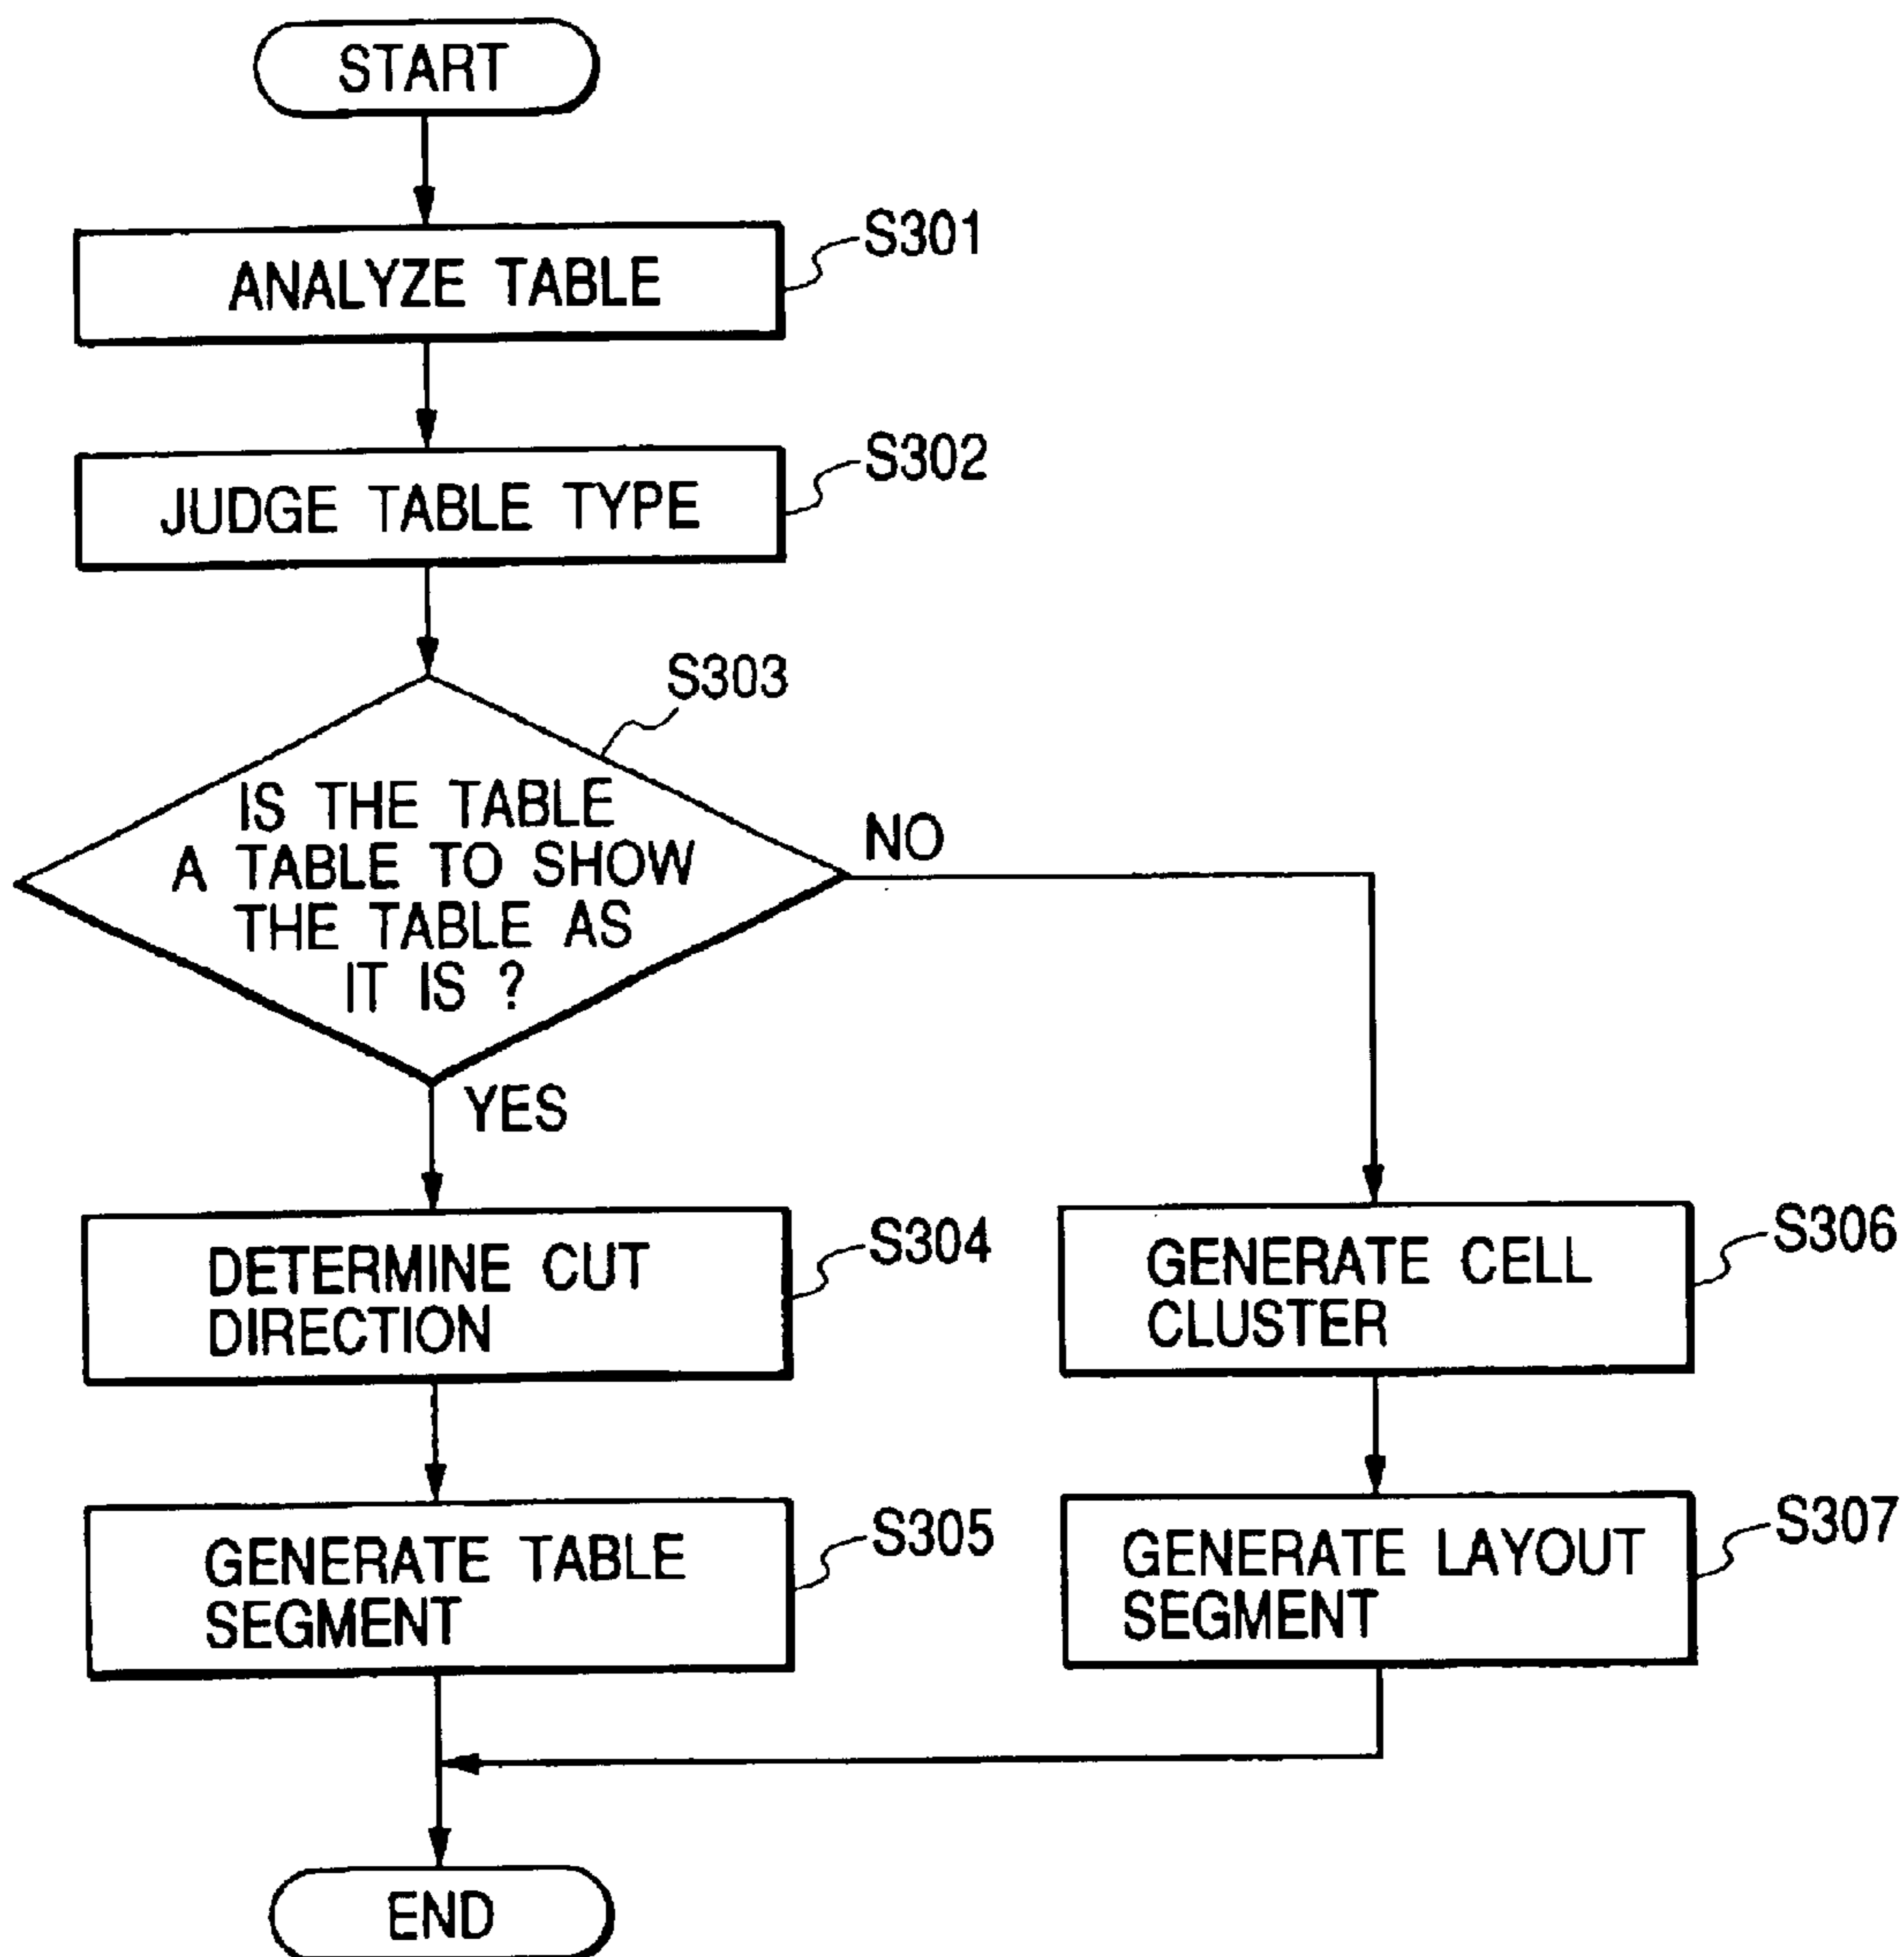 START
ANALYZE TABLE
S301
JUDGE TABLE TYPE
S302
S303
IS THE TABLE
A TABLE TO SHOW
THE TABLE AS
IT IS ?
NO
YES
DETERMINE CUT
DIRECTION
S304
GENERATE CELL
CLUSTER
S306
GENERATE TABLE
SEGMENT
S305
GENERATE LAYOUT
SEGMENT
S307
END